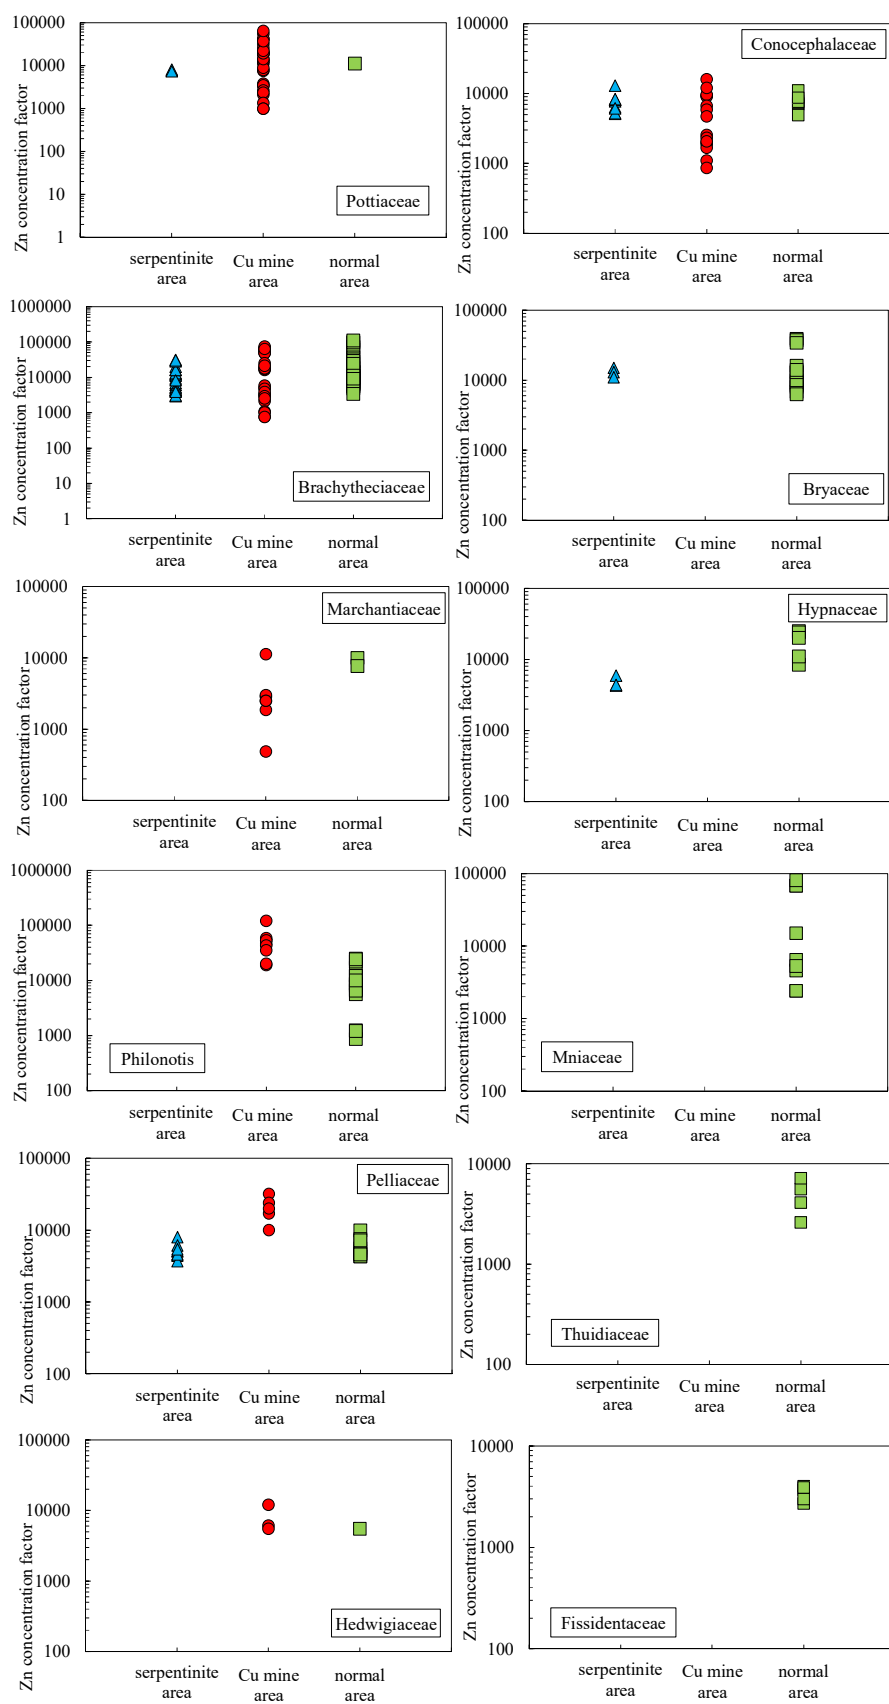 Zn concentration factor
100000
10000
1000
100
10
1
Pottiaceae
serpentinite
area
Cu mine
area
normal
area
Zn concentration factor
100000
10000
1000
100
Conocephalaceae
serpentinite
area
Cu mine
area
normal
area
Zn concentration factor
1000000
100000
10000
1000
100
10
1
Brachytheciaceae
serpentinite
area
Cu mine
area
normal
area
Zn concentration factor
100000
10000
1000
100
Bryaceae
serpentinite
area
Cu mine
area
normal
area
Zn concentration factor
100000
10000
1000
100
Marchantiaceae
serpentinite
area
Cu mine
area
normal
area
Zn concentration factor
100000
10000
1000
100
Hypnaceae
serpentinite
area
Cu mine
area
normal
area
Zn concentration factor
1000000
100000
10000
1000
100
Philonotis
serpentinite
area
Cu mine
area
normal
area
Zn concentration factor
100000
10000
1000
100
Mniaceae
serpentinite
area
Cu mine
area
normal
area
Zn concentration factor
100000
10000
1000
100
Pelliaceae
serpentinite
area
Cu mine
area
normal
area
Zn concentration factor
10000
1000
100
Thuidiaceae
serpentinite
area
Cu mine
area
normal
area
Zn concentration factor
100000
10000
1000
100
Hedwigiaceae
serpentinite
area
Cu mine
area
normal
area
Zn concentration factor
10000
1000
100
Fissidentaceae
serpentinite
area
Cu mine
area
normal
area